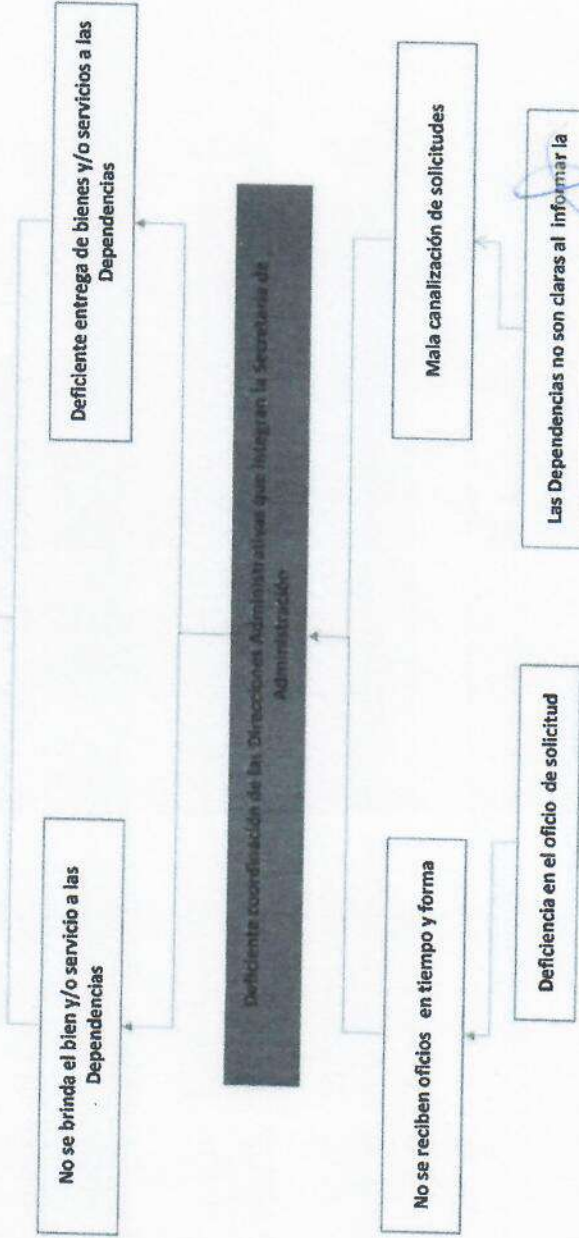 No se brinda el bien y/o servicio a las
Dependencias
Deficiente entrega de bienes y/o servicios a las
Dependencias
Deficiente coordinación de las Direcciones Administrativas que integran la Secretaría de
Administración
No se reciben oficios en tiempo y forma
Mala canalización de solicitudes
Deficiencia en el oficio de solicitud
Las Dependencias no son claras al informar la